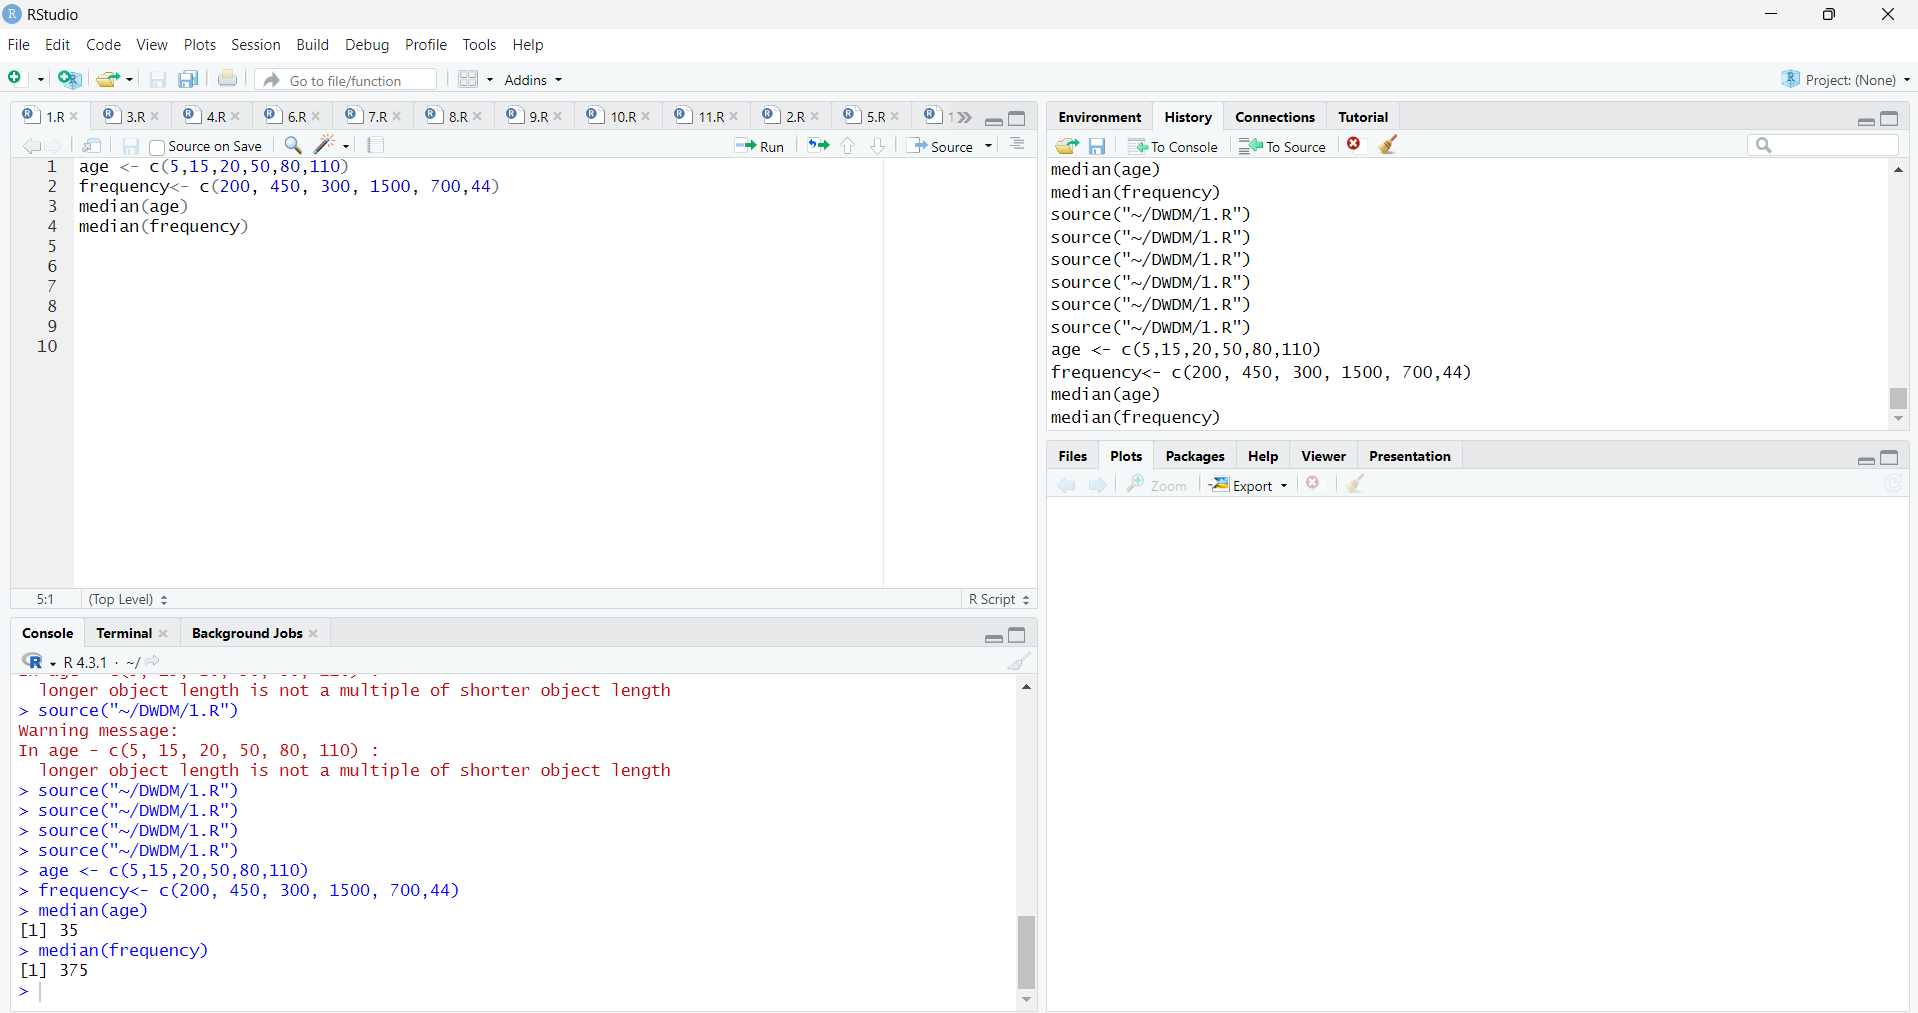 RStudio
File Edit Code View Plots Session Build Debug Profile Tools Help
Go to file/function Addins Project: (None)
1.R 3.R 4.R 6.R 7.R 8.R 9.R 10.R 11.R 2.R 5.R
Source on Save Run Source
1 age <- c(5,15,20,50,80,110)
2 frequency<- c(200, 450, 300, 1500, 700,44)
3 median(age)
4 median(frequency)
5
6
7
8
9
10
5:1 (Top Level) R Script
Console Terminal Background Jobs
R 4.3.1 · ~/
longer object length is not a multiple of shorter object length
> source("~/DWDM/1.R")
Warning message:
In age - c(5, 15, 20, 50, 80, 110) :
longer object length is not a multiple of shorter object length
> source("~/DWDM/1.R")
> source("~/DWDM/1.R")
> source("~/DWDM/1.R")
> source("~/DWDM/1.R")
> age <- c(5,15,20,50,80,110)
> frequency<- c(200, 450, 300, 1500, 700,44)
> median(age)
[1] 35
> median(frequency)
[1] 375
>
Environment History Connections Tutorial
To Console To Source
median(age)
median(frequency)
source("~/DWDM/1.R")
source("~/DWDM/1.R")
source("~/DWDM/1.R")
source("~/DWDM/1.R")
source("~/DWDM/1.R")
source("~/DWDM/1.R")
age <- c(5,15,20,50,80,110)
frequency<- c(200, 450, 300, 1500, 700,44)
median(age)
median(frequency)
Files Plots Packages Help Viewer Presentation
Zoom Export